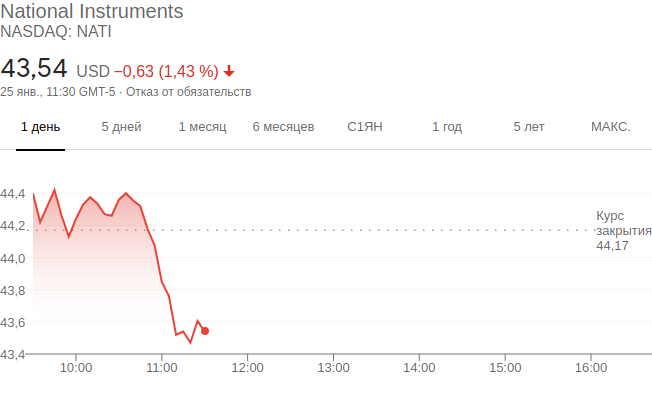 National Instruments
NASDAQ: NATI
43,54 USD −0,63 (1,43 %)
25 янв., 11:30 GMT-5 · Отказ от обязательств
1 день 5 дней 1 месяц 6 месяцев С1ЯН 1 год 5 лет МАКС.
44,4
44,2
44,0
43,8
43,6
43,4
Курс
закрытия
44,17
10:00 11:00 12:00 13:00 14:00 15:00 16:00